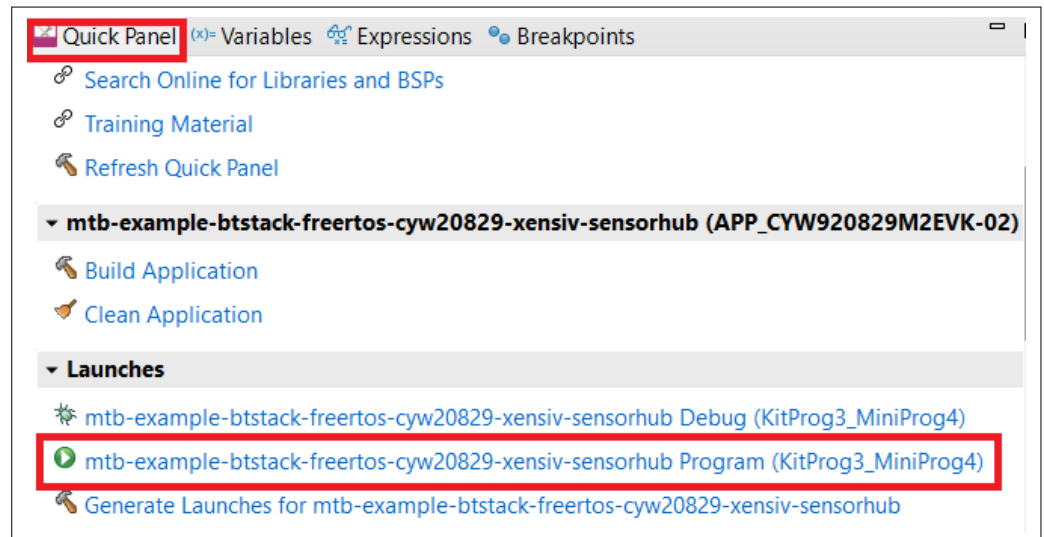 Quick Panel (x)= Variables Expressions Breakpoints
Search Online for Libraries and BSPs
Training Material
Refresh Quick Panel
mtb-example-btstack-freertos-cyw20829-xensiv-sensorhub (APP_CYW920829M2EVK-02)
Build Application
Clean Application
Launches
mtb-example-btstack-freertos-cyw20829-xensiv-sensorhub Debug (KitProg3_MiniProg4)
mtb-example-btstack-freertos-cyw20829-xensiv-sensorhub Program (KitProg3_MiniProg4)
Generate Launches for mtb-example-btstack-freertos-cyw20829-xensiv-sensorhub